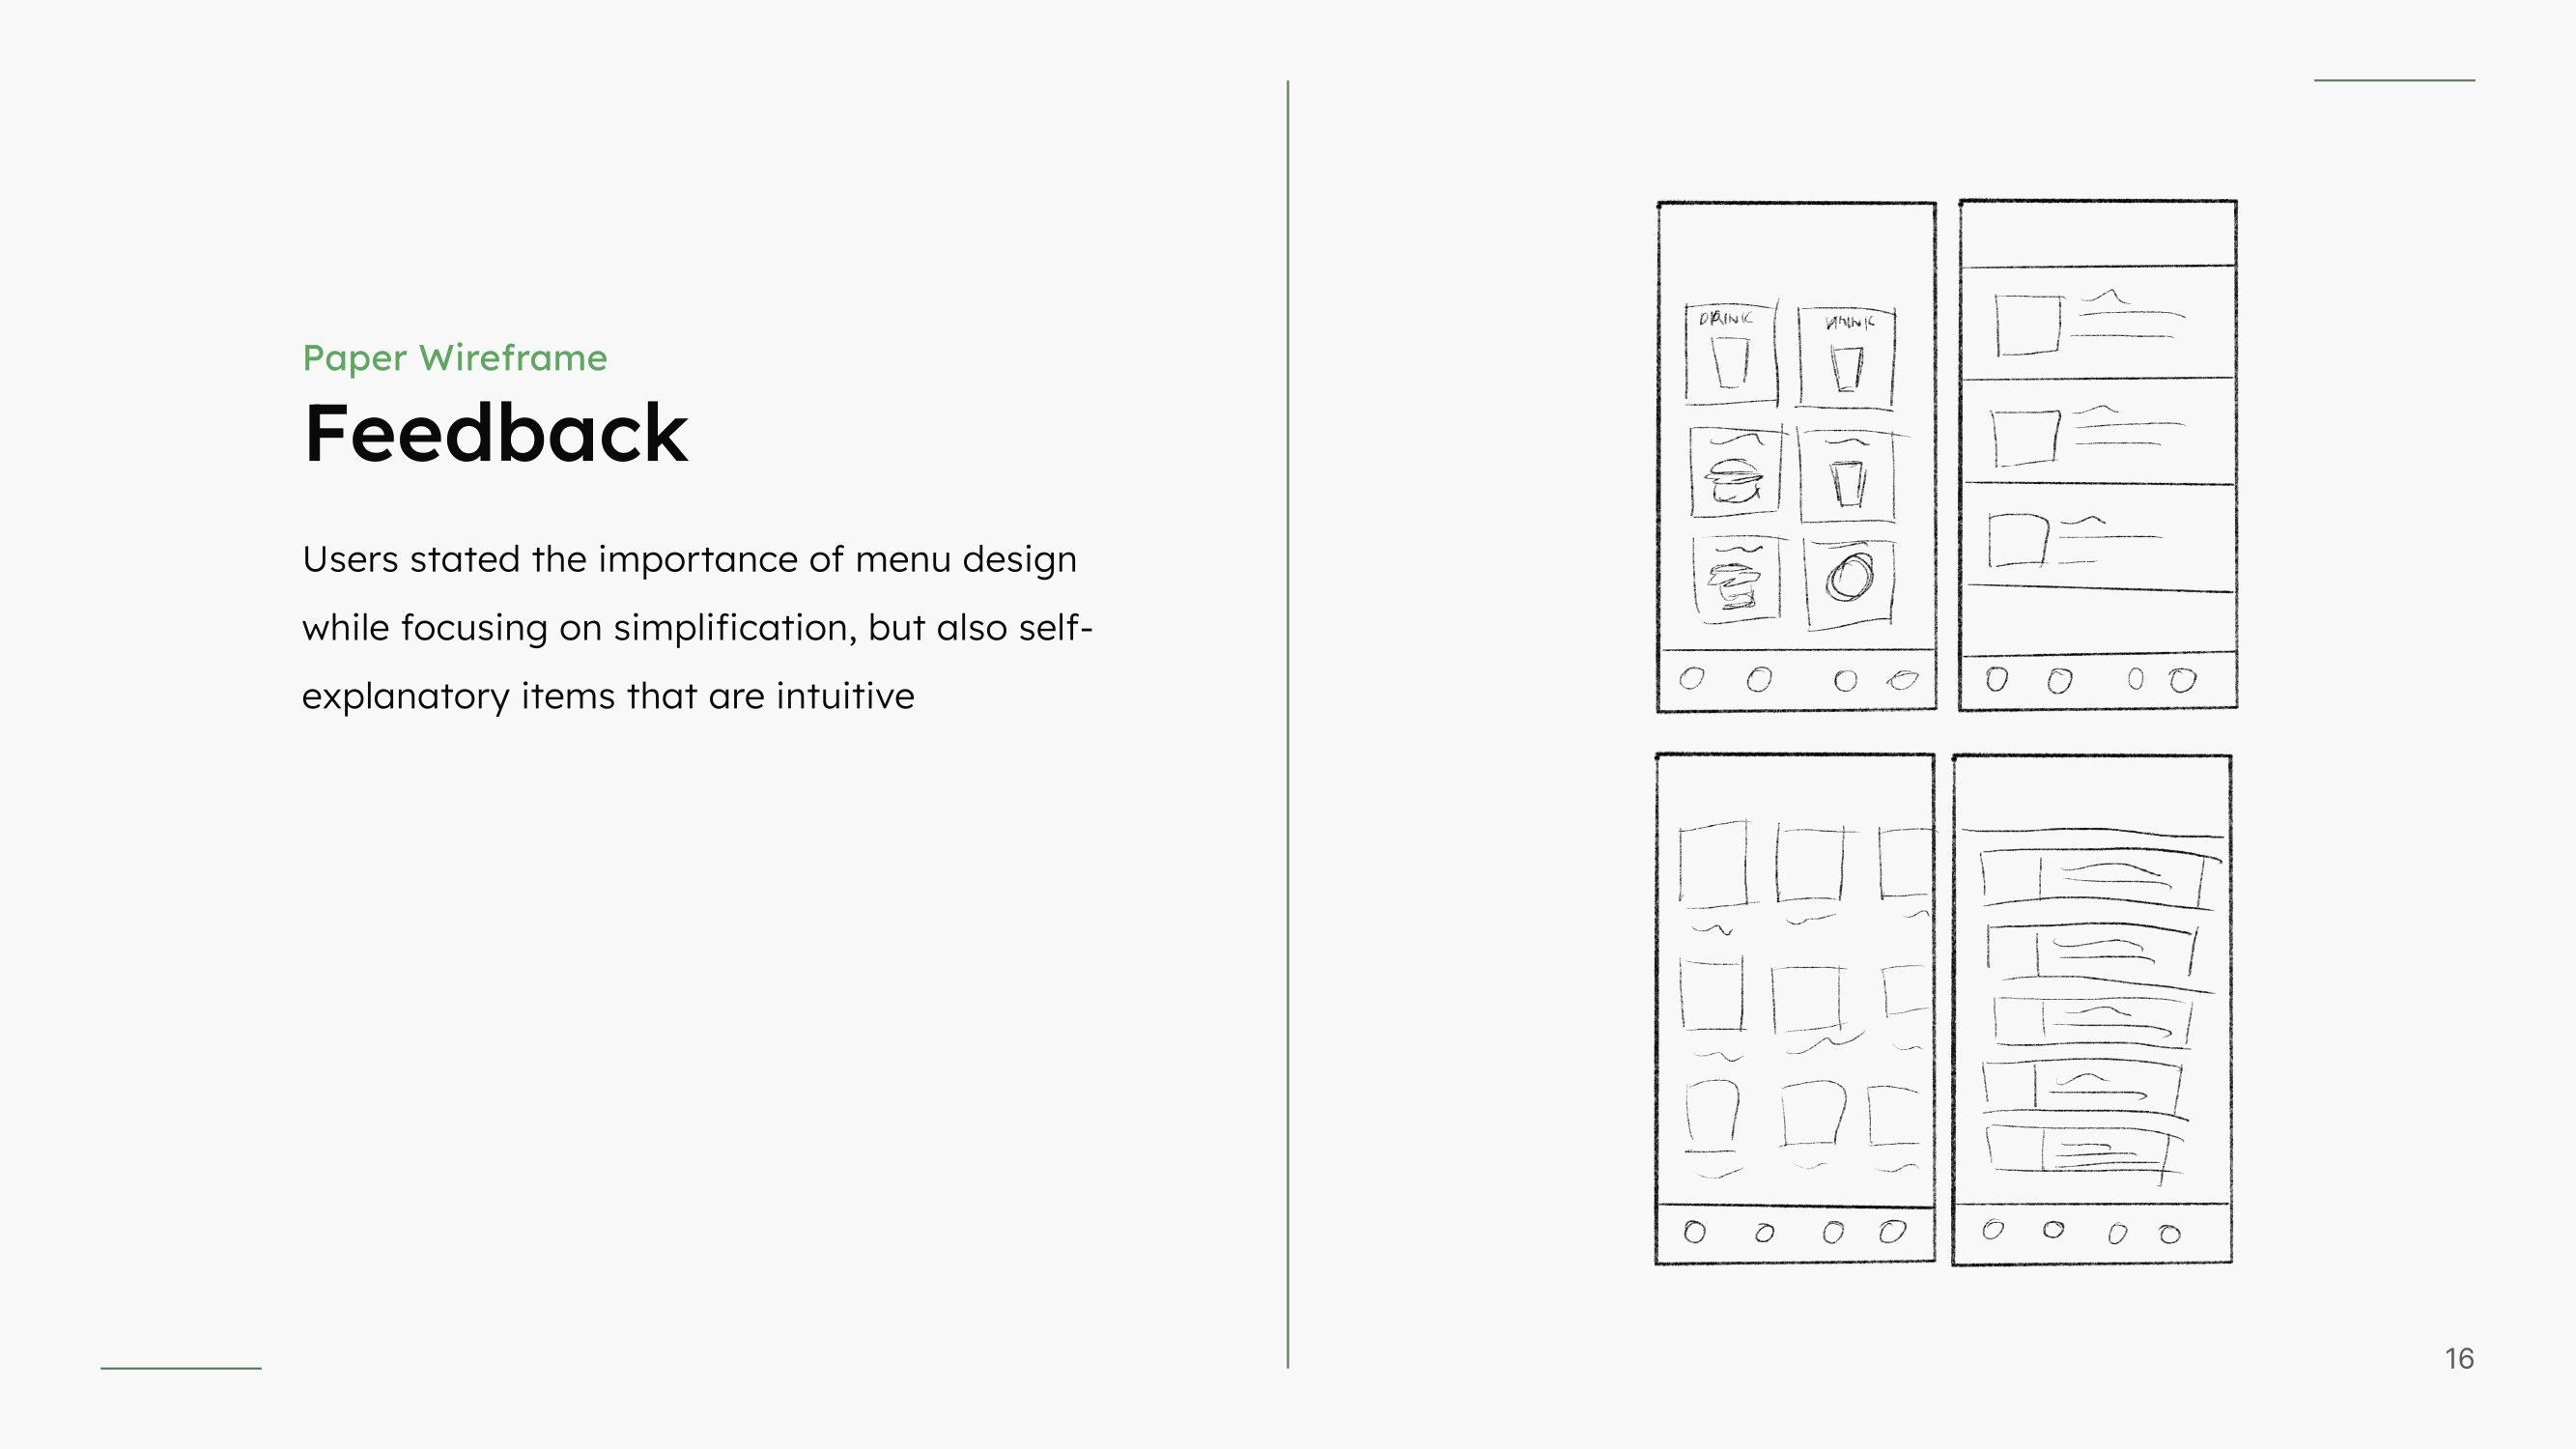 Paper Wireframe
Feedback
Users stated the importance of menu design
while focusing on simplification, but also self-
explanatory items that are intuitive
DRINK
DRINK
16